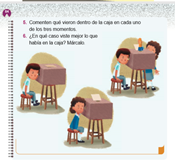 5. Comenten qué vieron dentro de la caja en cada uno
de los tres momentos.
6. ¿En qué caso viste mejor lo que
había en la caja? Márcalo.